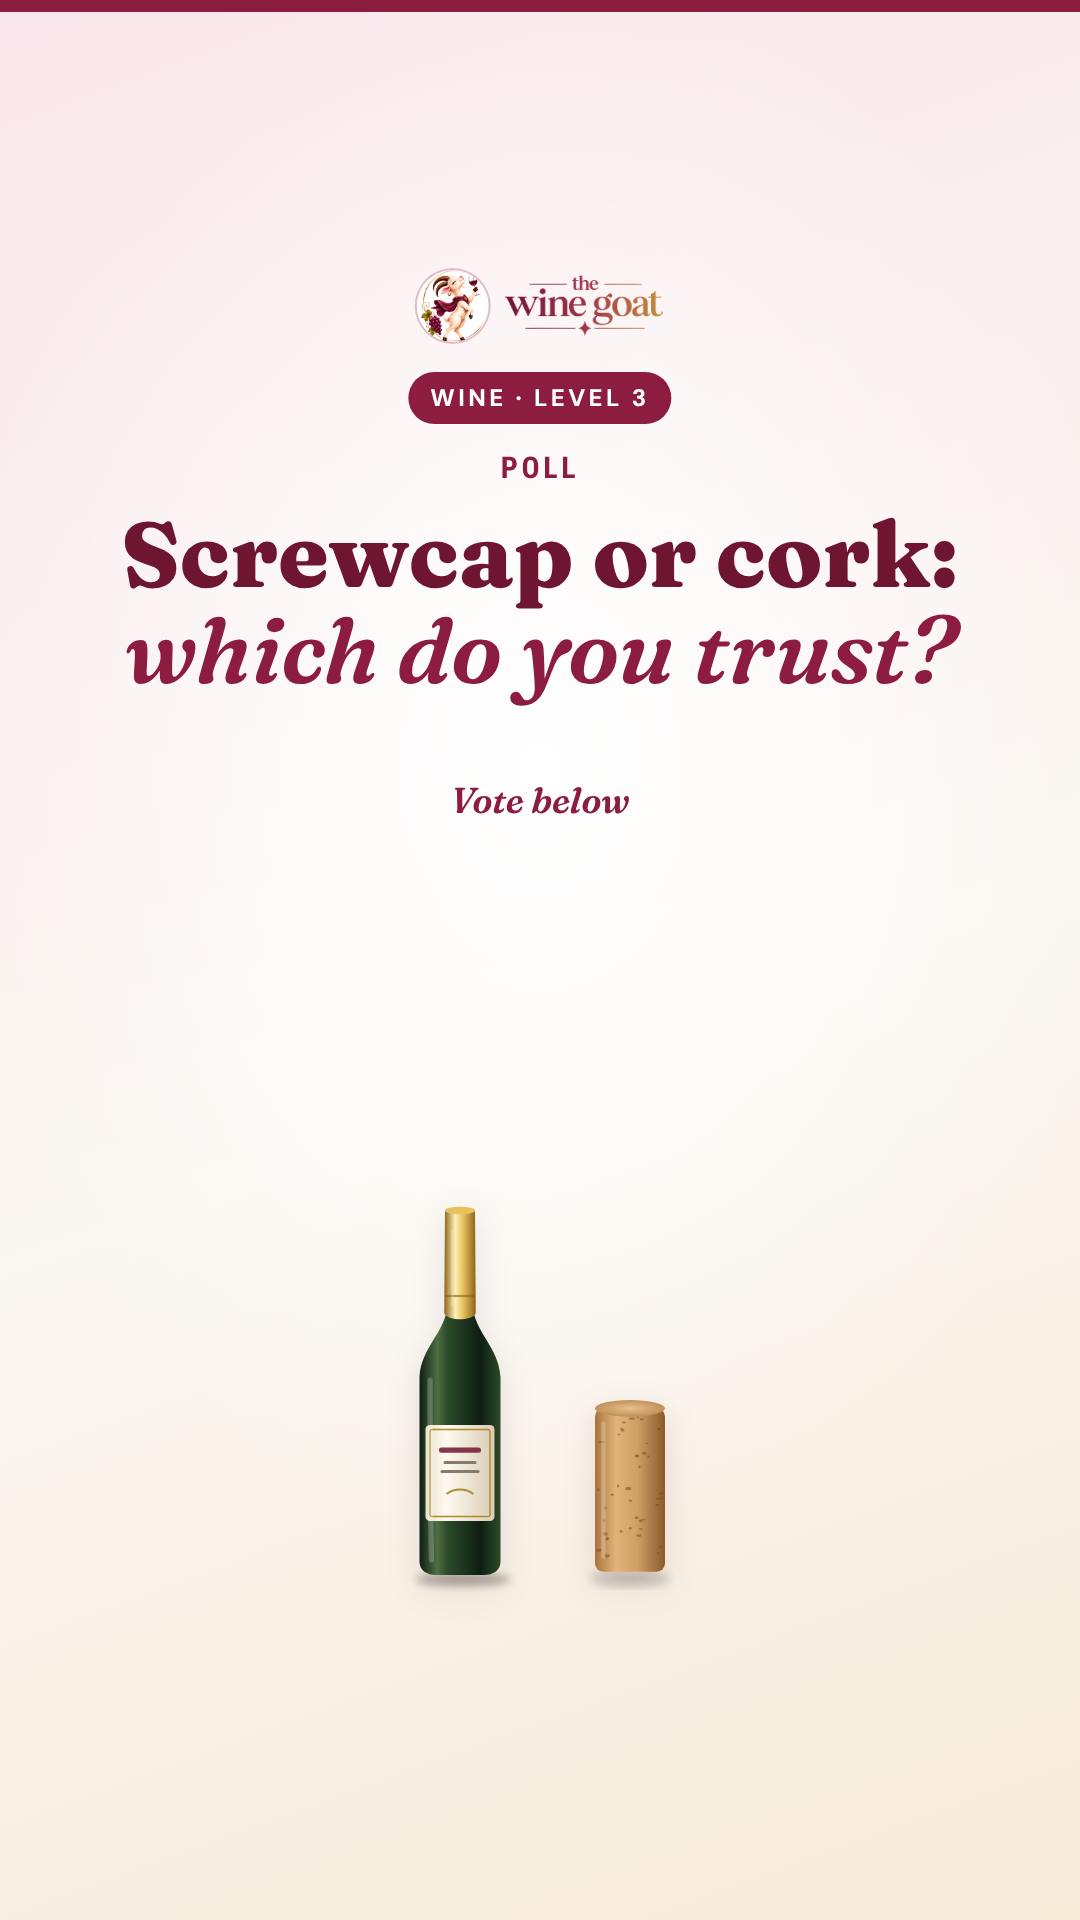 the
wine goat
WINE · LEVEL 3
POLL
Screwcap or cork:
which do you trust?
Vote below